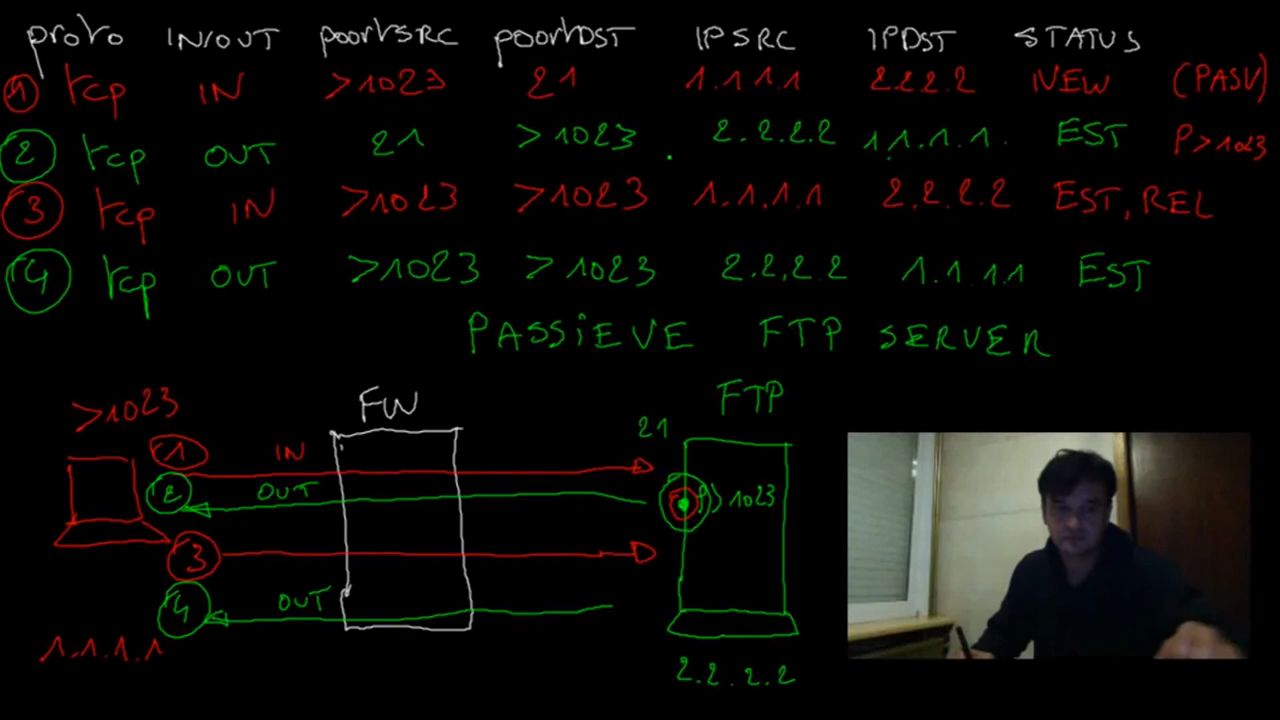 proto IN/OUT poortSRC poortDST IPSRC IPDST STATUS
1 tcp IN >1023 21 1.1.1.1 2.2.2.2 NEW (PASV)
2 tcp OUT 21 >1023 2.2.2.2 1.1.1.1. EST P>1023
3 tcp IN >1023 >1023 1.1.1.1 2.2.2.2 EST, REL
4 tcp OUT >1023 >1023 2.2.2.2 1.1.1.1 EST
PASSIEVE FTP SERVER
>1023 FW FTP
1 IN 21
2 OUT P>1023
3
4 OUT
1.1.1.1 2.2.2.2